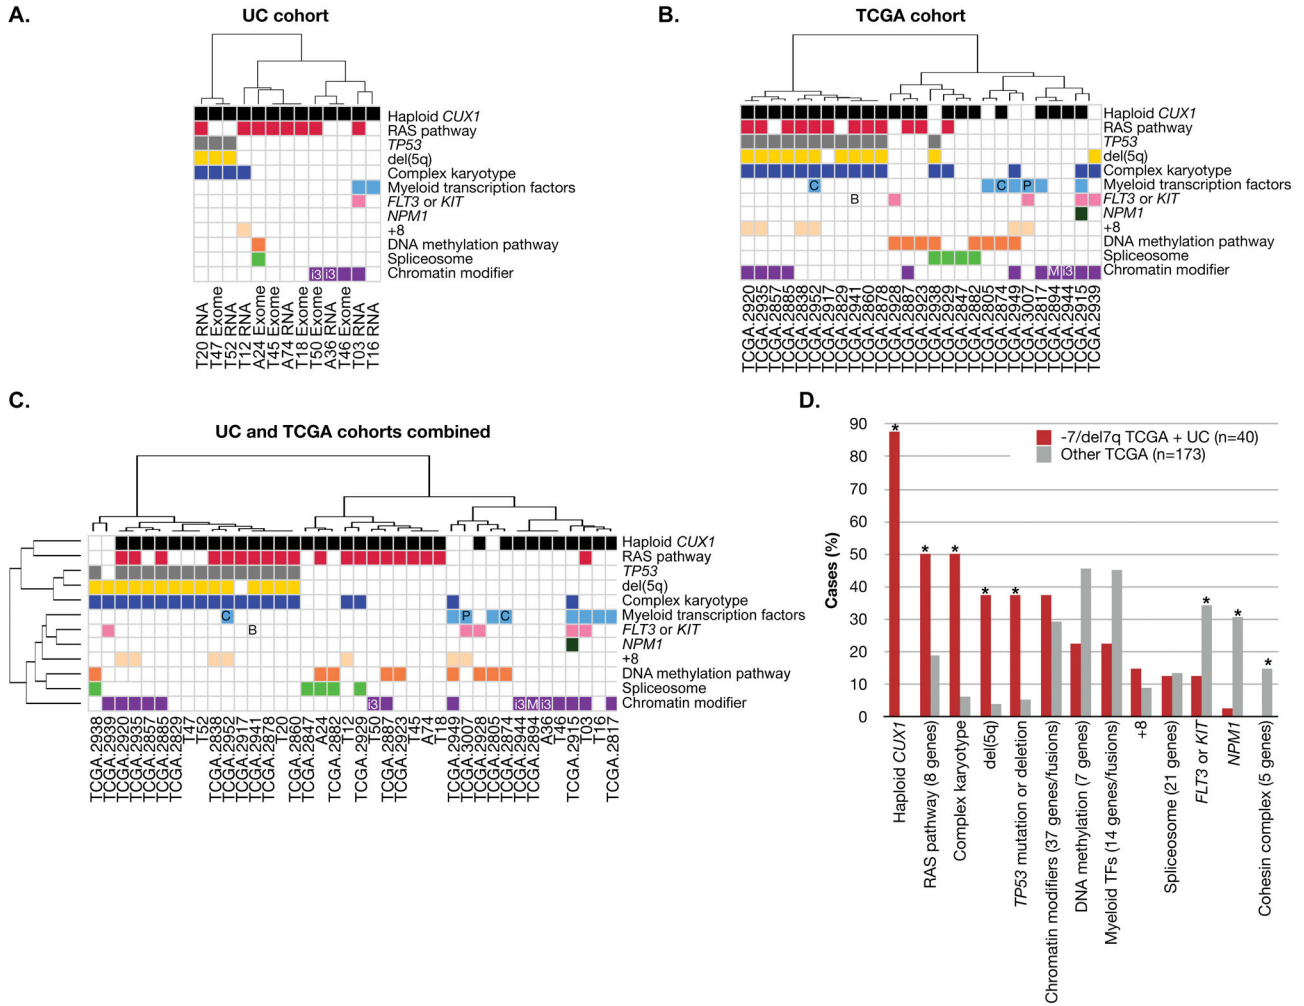 A.
UC cohort
Haploid CUX1
RAS pathway
TP53
del(5q)
Complex karyotype
Myeloid transcription factors
FLT3 or KIT
NPM1
+8
DNA methylation pathway
Spliceosome
i3 i3
Chromatin modifier
T20 RNA
T47 Exome
T52 RNA
T12 RNA
A24 Exome
T45 Exome
A74 RNA
T18 Exome
T50 Exome
A36 RNA
T46 Exome
T03 RNA
T16 RNA
B.
TCGA cohort
Haploid CUX1
RAS pathway
TP53
del(5q)
Complex karyotype
C C P
Myeloid transcription factors
B
FLT3 or KIT
NPM1
+8
DNA methylation pathway
Spliceosome
M i3
Chromatin modifier
TCGA.2920
TCGA.2935
TCGA.2857
TCGA.2885
TCGA.2838
TCGA.2952
TCGA.2917
TCGA.2829
TCGA.2941
TCGA.2860
TCGA.2878
TCGA.2928
TCGA.2887
TCGA.2923
TCGA.2938
TCGA.2929
TCGA.2847
TCGA.2882
TCGA.2805
TCGA.2874
TCGA.2949
TCGA.3007
TCGA.2817
TCGA.2894
TCGA.2944
TCGA.2915
TCGA.2939
C.
UC and TCGA cohorts combined
Haploid CUX1
RAS pathway
TP53
del(5q)
Complex karyotype
C P C
Myeloid transcription factors
B
FLT3 or KIT
NPM1
+8
DNA methylation pathway
Spliceosome
i3 i3 M i3
Chromatin modifier
TCGA.2938
TCGA.2939
TCGA.2920
TCGA.2935
TCGA.2857
TCGA.2885
TCGA.2829
T47
T52
TCGA.2838
TCGA.2952
TCGA.2917
TCGA.2941
TCGA.2878
T20
TCGA.2860
TCGA.2847
A24
TCGA.2882
T12
TCGA.2929
T50
TCGA.2887
TCGA.2923
T45
A74
T18
TCGA.2949
TCGA.3007
TCGA.2928
TCGA.2805
TCGA.2874
TCGA.2944
TCGA.2894
A36
T46
TCGA.2915
T03
T16
TCGA.2817
D.
Cases (%)
90
80
70
60
50
40
30
20
10
0
-7/del7q TCGA + UC (n=40)
Other TCGA (n=173)
* * * * * * * *
Haploid CUX1
RAS pathway (8 genes)
Complex karyotype
del(5q)
TP53 mutation or deletion
Chromatin modifiers (37 genes/fusions)
DNA methylation (7 genes)
Myeloid TFs (14 genes/fusions)
+8
Spliceosome (21 genes)
FLT3 or KIT
NPM1
Cohesin complex (5 genes)